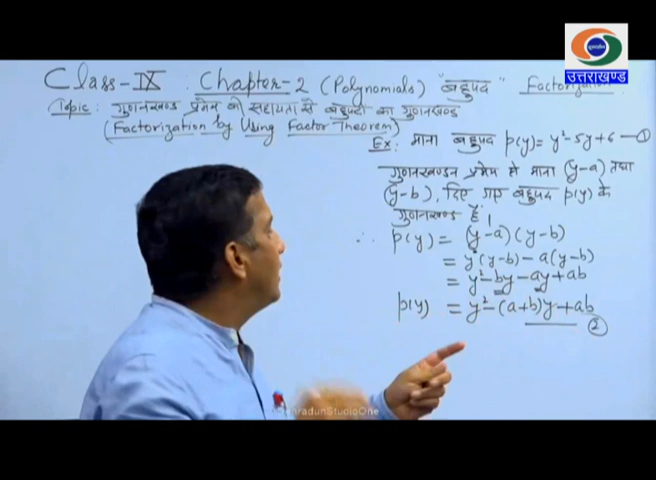 उत्तराखण्ड
Class-IX : Chapter-2 (Polynomials) "बहुपद" Factoriz
Topic: गुणनखण्ड प्रमेय की सहायता से बहुपदों का गुणनखण्ड
(Factorization by Using Factor Theorem)
Ex: माना बहुपद p(y)= y²-5y+6 — ①
गुणनखण्डन प्रमेय से माना (y-a) तथा
(y-b), दिए गए बहुपद p(y) के
गुणनखण्ड हैं
∴ p(y) = (y-a)(y-b)
= y(y-b) - a(y-b)
= y²- by - ay + ab
p(y) = y²-(a+b)y+ab
②
DehradunStudioOne